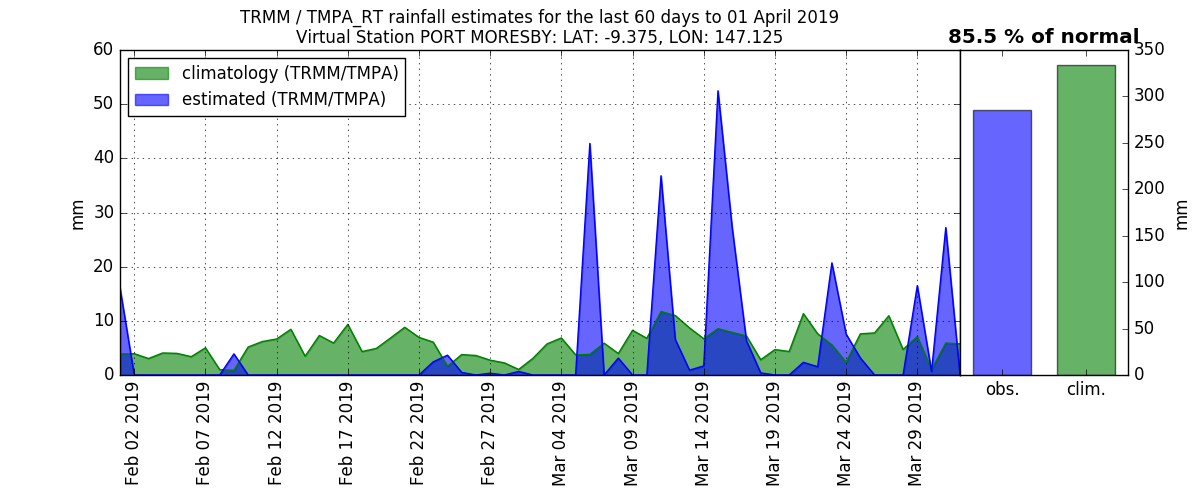 TRMM / TMPA_RT rainfall estimates for the last 60 days to 01 April 2019
Virtual Station PORT MORESBY: LAT: -9.375, LON: 147.125
85.5 % of normal
climatology (TRMM/TMPA)
estimated (TRMM/TMPA)
60
50
40
30
20
10
0
mm
Feb 02 2019
Feb 07 2019
Feb 12 2019
Feb 17 2019
Feb 22 2019
Feb 27 2019
Mar 04 2019
Mar 09 2019
Mar 14 2019
Mar 19 2019
Mar 24 2019
Mar 29 2019
obs.
clim.
350
300
250
200
150
100
50
0
mm